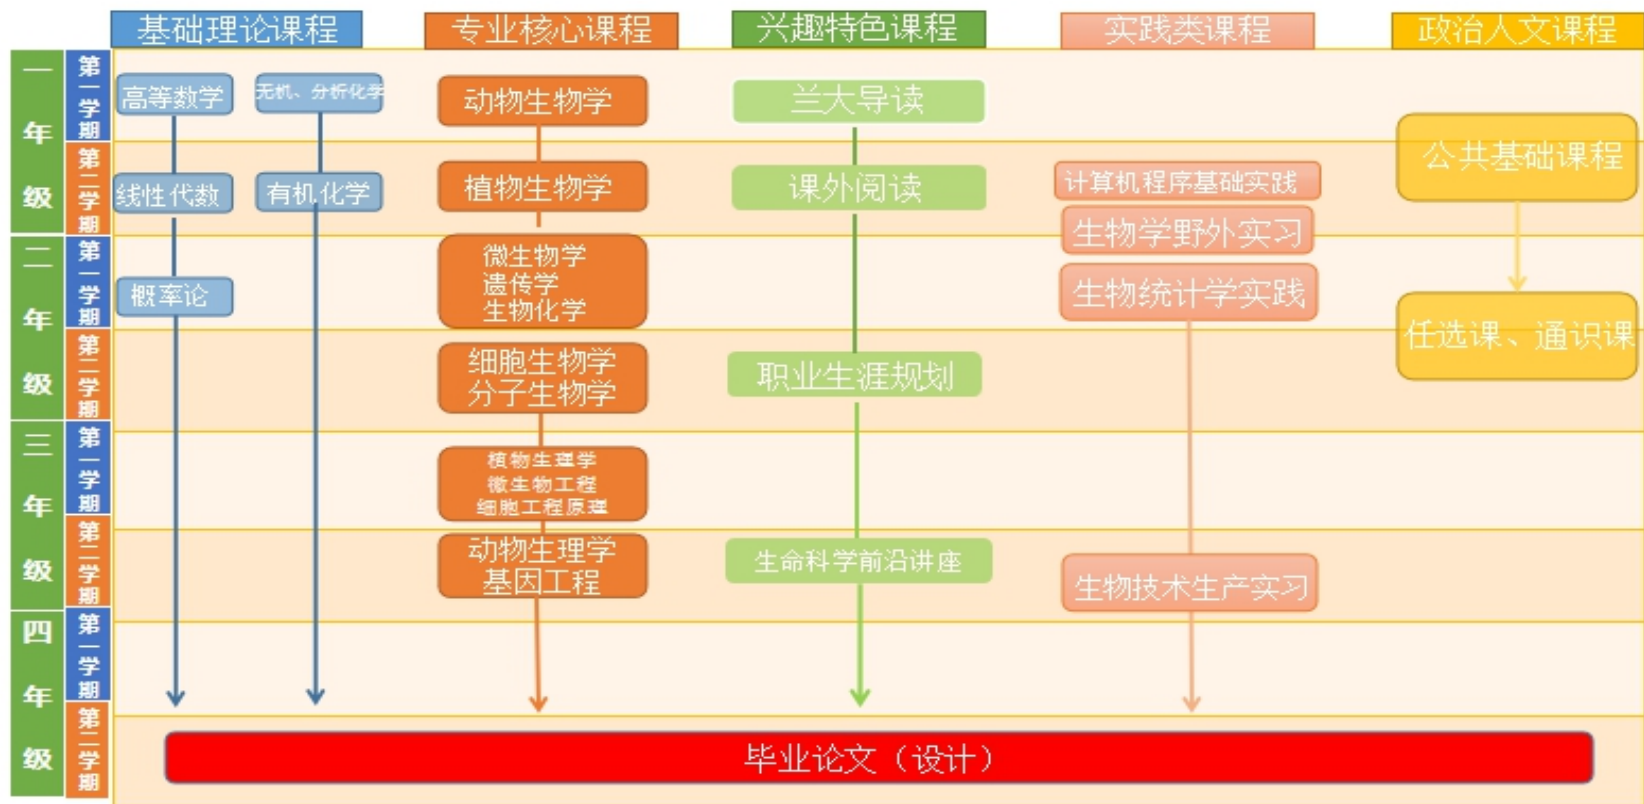 基础理论课程
专业核心课程
兴趣特色课程
实践类课程
政治人文课程
一年级
第一学期
高等数学
无机、分析化学
动物生物学
兰大导读
公共基础课程
第二学期
线性代数
有机化学
植物生物学
课外阅读
计算机程序基础实践
生物学野外实习
二年级
第一学期
概率论
微生物学
遗传学
生物化学
生物统计学实践
任选课、通识课
第二学期
细胞生物学
分子生物学
职业生涯规划
三年级
第一学期
植物生理学
微生物工程
细胞工程原理
第二学期
动物生理学
基因工程
生命科学前沿讲座
生物技术生产实习
四年级
第一学期
第二学期
毕业论文（设计）